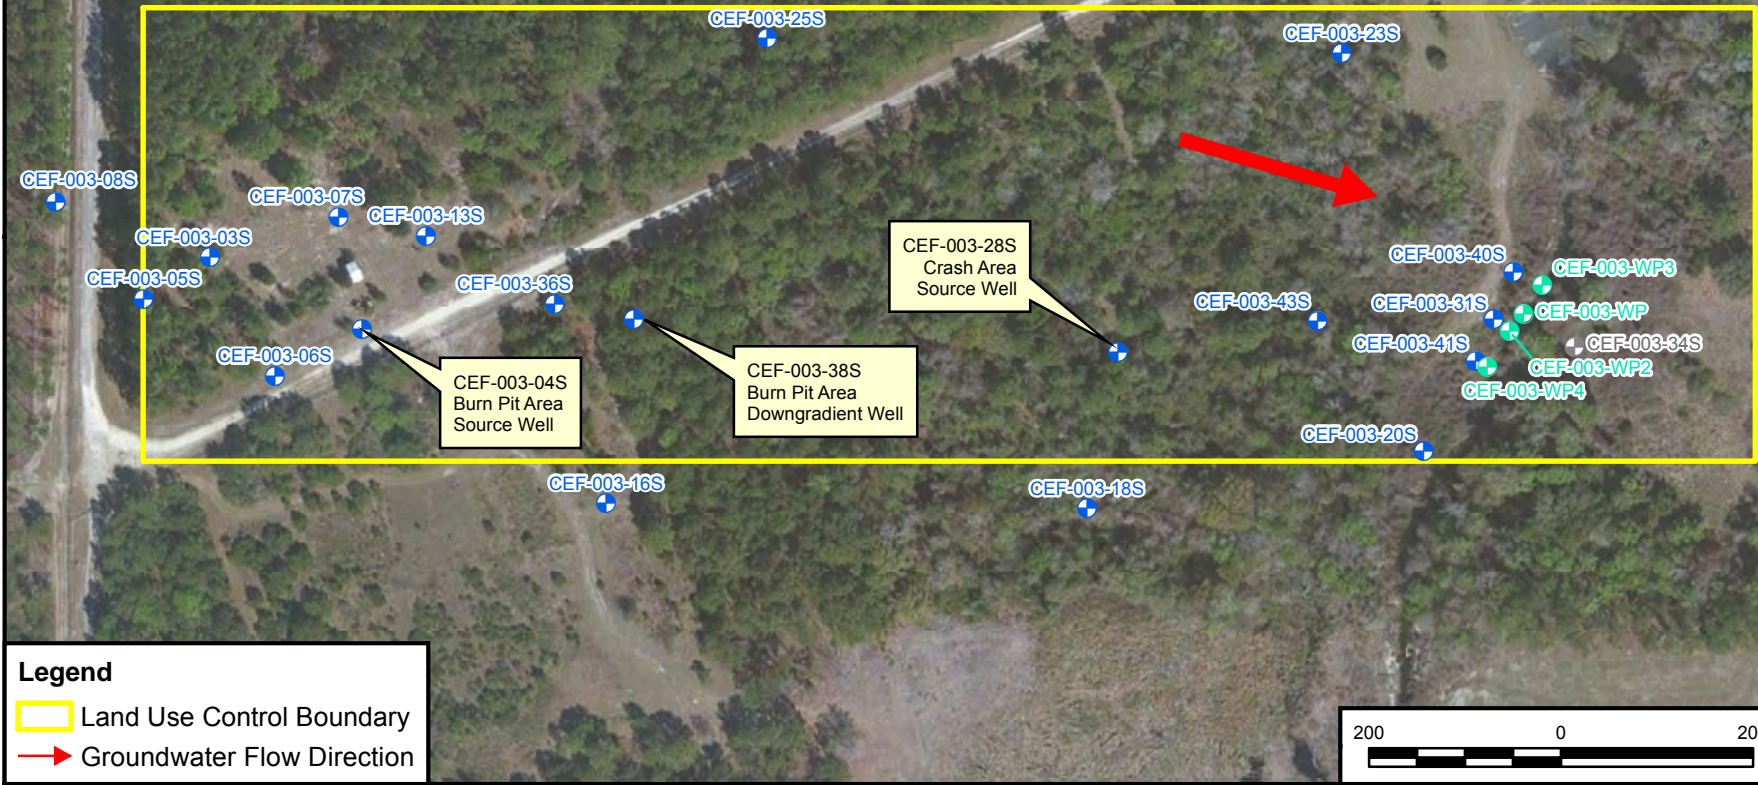 CEF-003-25S
CEF-003-23S
CEF-003-08S
CEF-003-07S
CEF-003-13S
CEF-003-03S
CEF-003-05S
CEF-003-36S
CEF-003-28S
Crash Area
Source Well
CEF-003-40S
CEF-003-WP3
CEF-003-43S
CEF-003-31S
CEF-003-WP
CEF-003-41S
CEF-003-34S
CEF-003-WP2
CEF-003-WP4
CEF-003-06S
CEF-003-04S
Burn Pit Area
Source Well
CEF-003-38S
Burn Pit Area
Downgradient Well
CEF-003-20S
CEF-003-16S
CEF-003-18S
Legend
Land Use Control Boundary
Groundwater Flow Direction
200 0 20